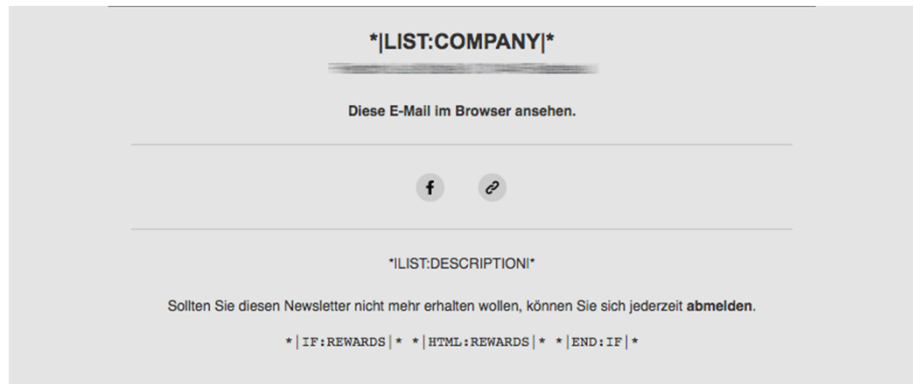 *|LIST:COMPANY|*
Diese E-Mail im Browser ansehen.
*|LIST:DESCRIPTION|*
Sollten Sie diesen Newsletter nicht mehr erhalten wollen, können Sie sich jederzeit abmelden.
*|IF:REWARDS|* *|HTML:REWARDS|* *|END:IF|*